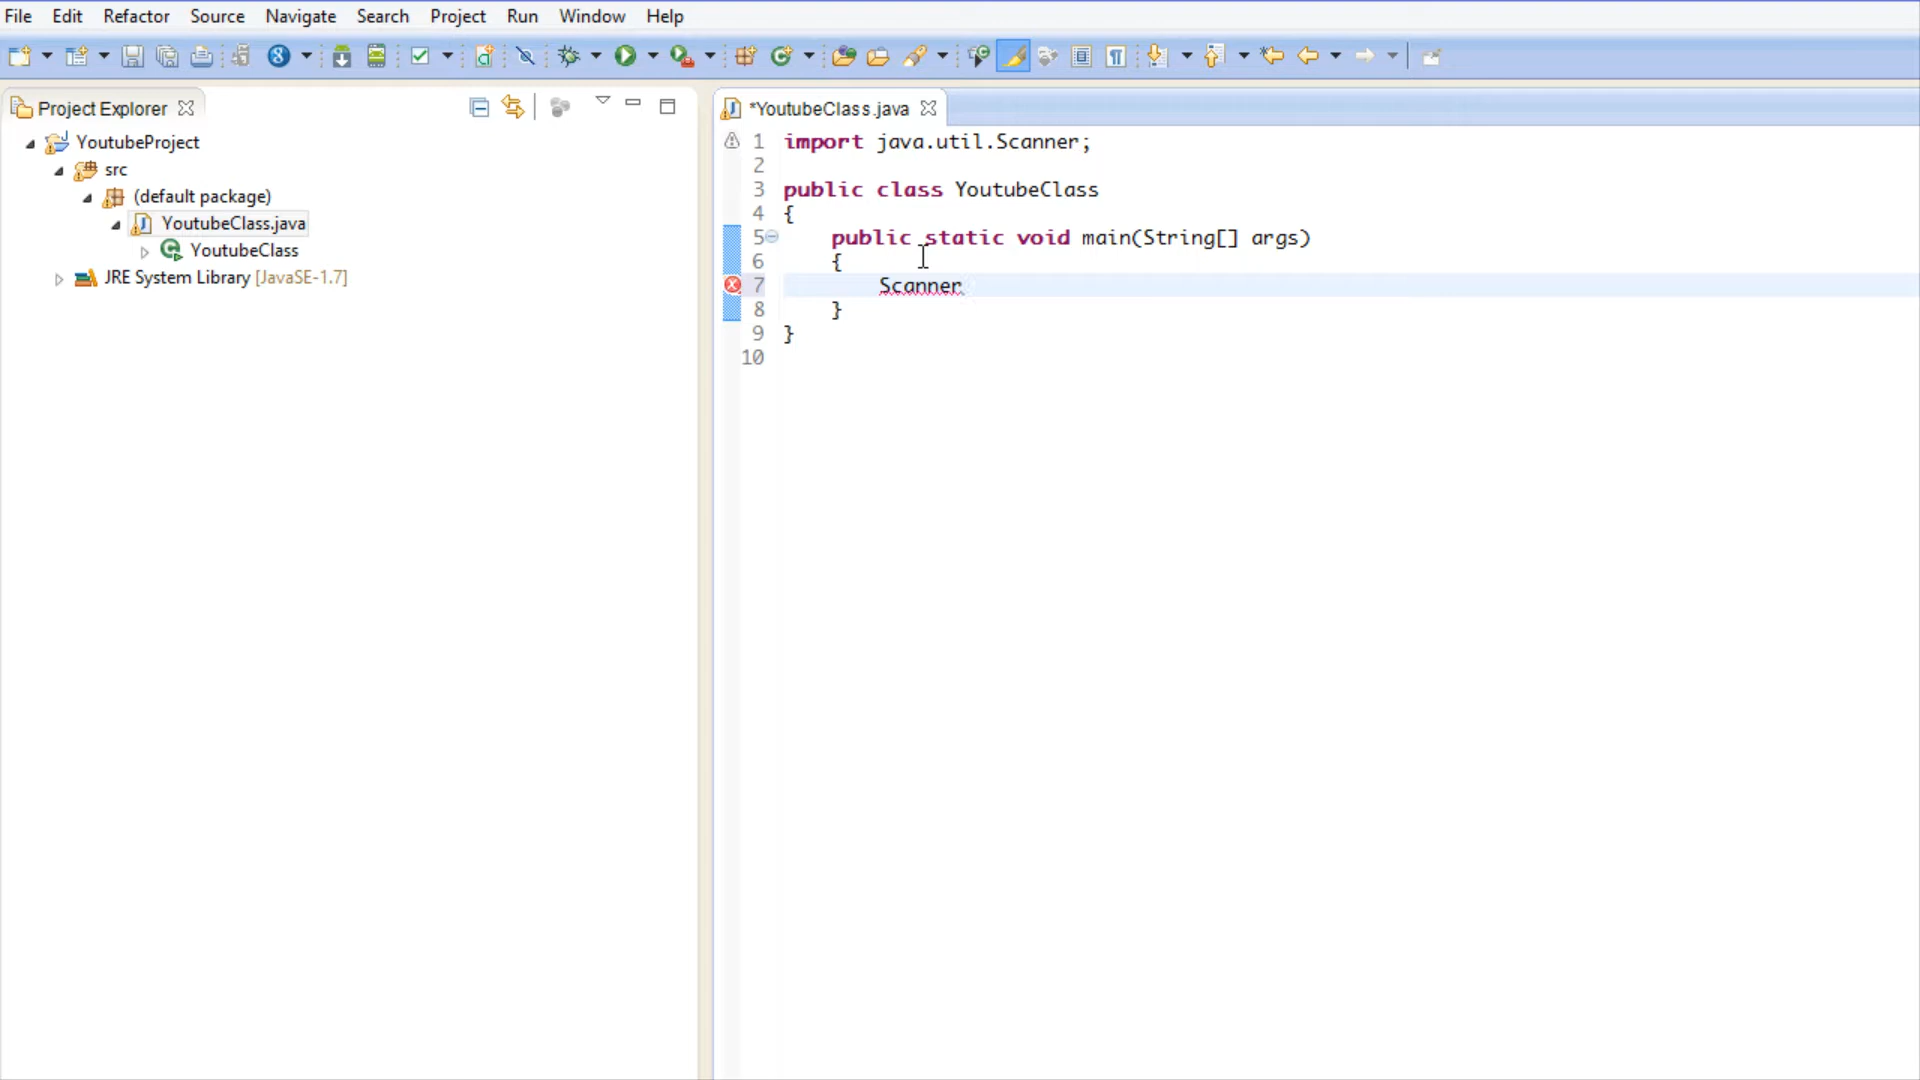 File Edit Refactor Source Navigate Search Project Run Window Help
Project Explorer
YoutubeProject
src
(default package)
YoutubeClass.java
YoutubeClass
JRE System Library [JavaSE-1.7]
*YoutubeClass.java
1 import java.util.Scanner;
2
3 public class YoutubeClass
4 {
5 public static void main(String[] args)
6 {
7 Scanner
8 }
9 }
10